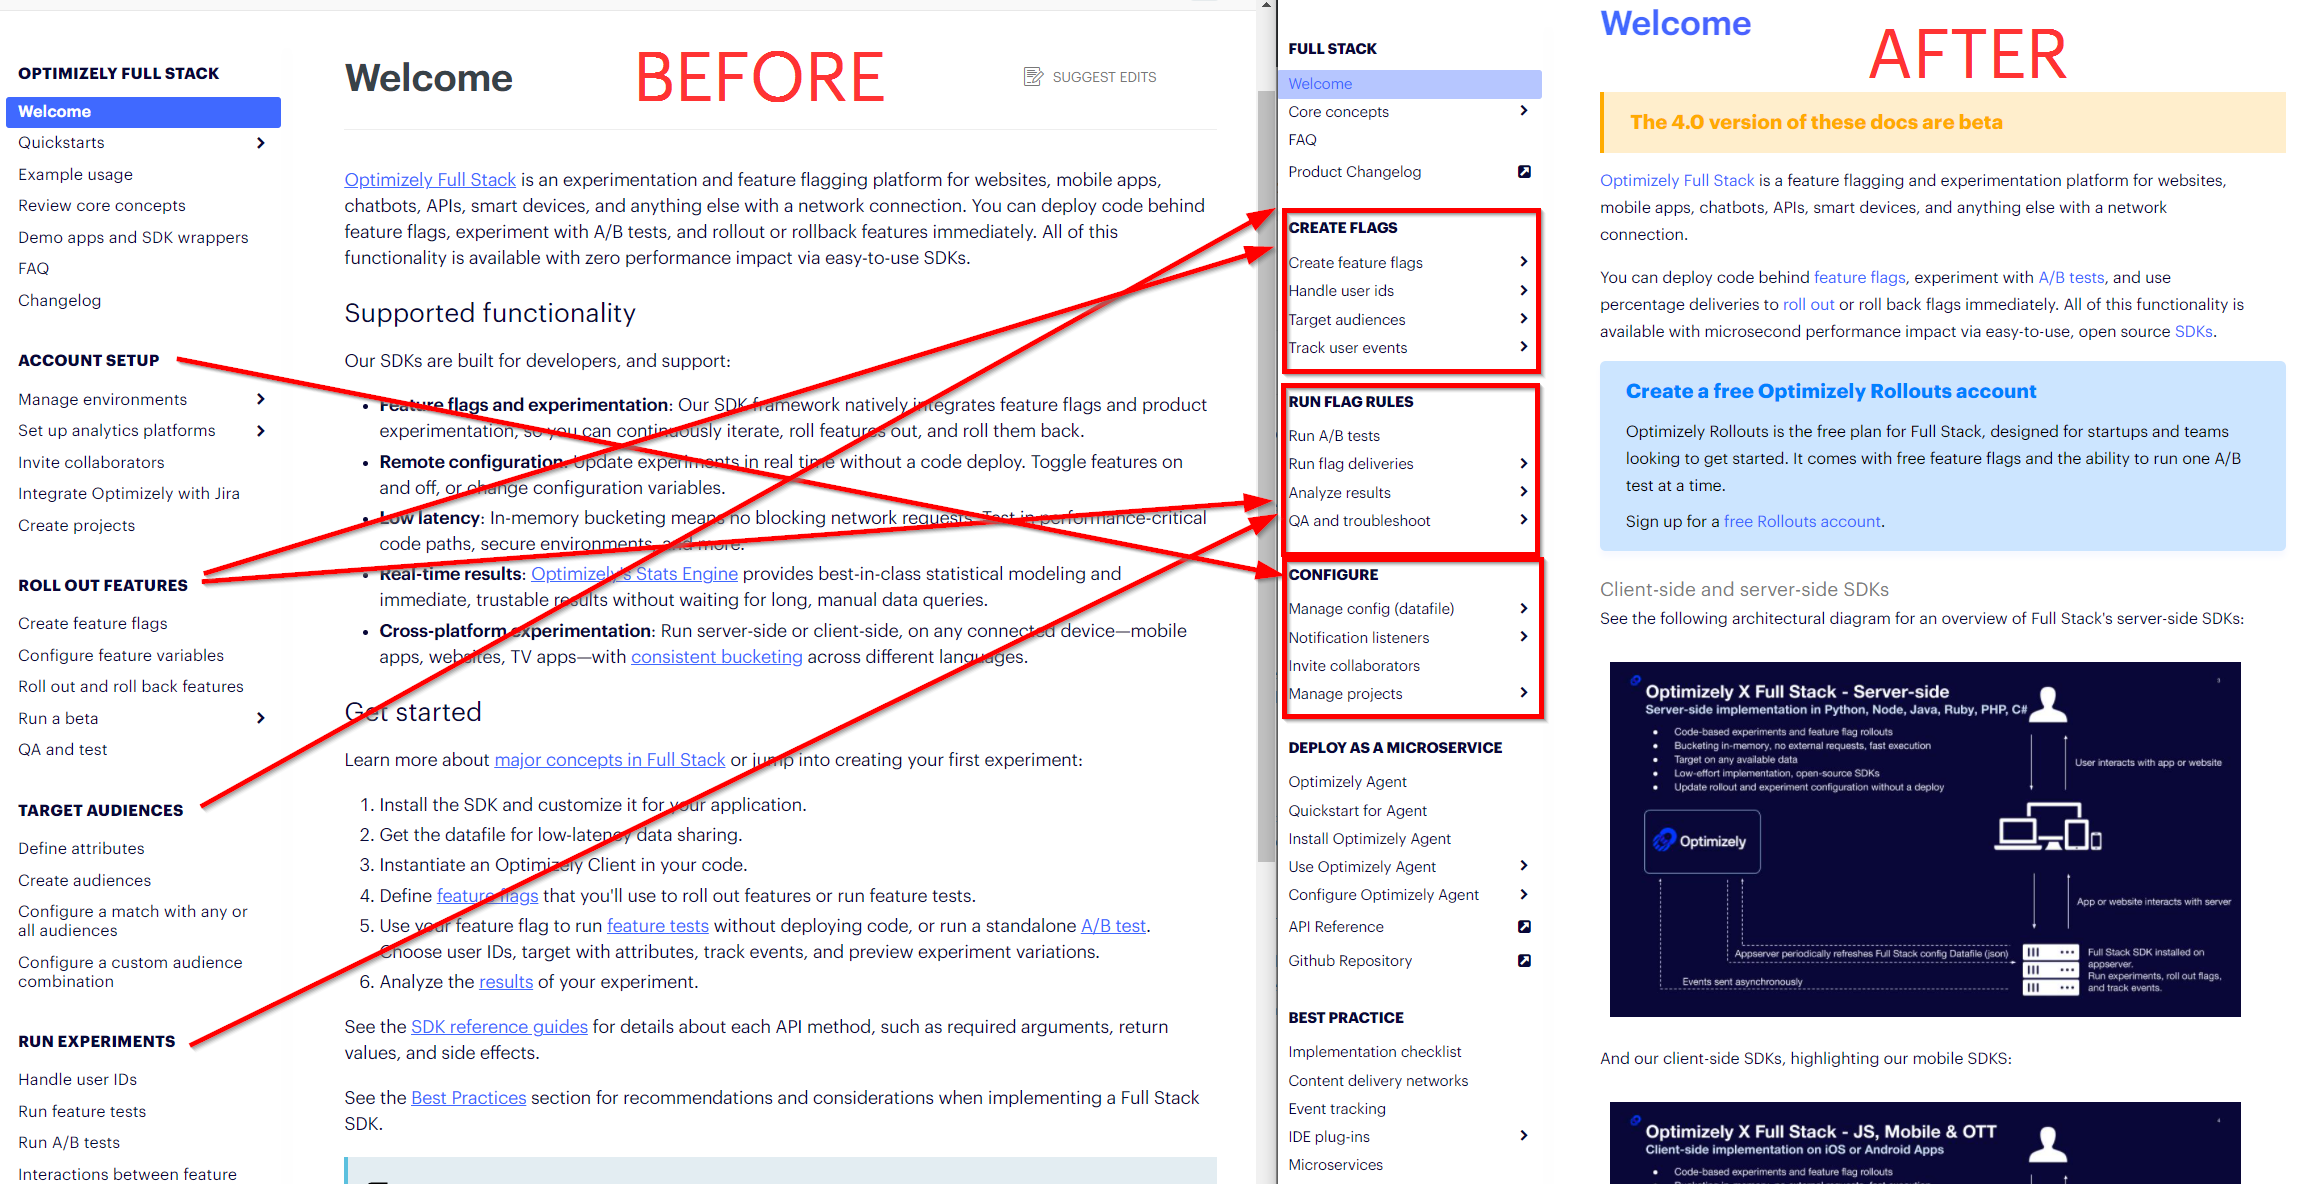 BEFORE
OPTIMIZELY FULL STACK
Welcome
Quickstarts
Example usage
Review core concepts
Demo apps and SDK wrappers
FAQ
Changelog
ACCOUNT SETUP
Manage environments
Set up analytics platforms
Invite collaborators
Integrate Optimizely with Jira
Create projects
ROLL OUT FEATURES
Create feature flags
Configure feature variables
Roll out and roll back features
Run a beta
QA and test
TARGET AUDIENCES
Define attributes
Create audiences
Configure a match with any or
all audiences
Configure a custom audience
combination
RUN EXPERIMENTS
Handle user IDs
Run feature tests
Run A/B tests
Interactions between feature
Welcome
SUGGEST EDITS
Optimizely Full Stack is an experimentation and feature flagging platform for websites, mobile apps,
chatbots, APIs, smart devices, and anything else with a network connection. You can deploy code behind
feature flags, experiment with A/B tests, and rollout or rollback features immediately. All of this
functionality is available with zero performance impact via easy-to-use SDKs.
Supported functionality
Our SDKs are built for developers, and support:
• Feature flags and experimentation: Our SDK framework natively integrates feature flags and product
experimentation, so you can continuously iterate, roll features out, and roll them back.
• Remote configuration: Update experiments in real time without a code deploy. Toggle features on
and off, or change configuration variables.
• Low latency: In-memory bucketing means no blocking network requests. Test in performance-critical
code paths, secure environments, and more.
• Real-time results: Optimizely's Stats Engine provides best-in-class statistical modeling and
immediate, trustable results without waiting for long, manual data queries.
• Cross-platform experimentation: Run server-side or client-side, on any connected device—mobile
apps, websites, TV apps—with consistent bucketing across different languages.
Get started
Learn more about major concepts in Full Stack or jump into creating your first experiment:
1. Install the SDK and customize it for your application.
2. Get the datafile for low-latency data sharing.
3. Instantiate an Optimizely Client in your code.
4. Define feature flags that you'll use to roll out features or run feature tests.
5. Use your feature flag to run feature tests without deploying code, or run a standalone A/B test.
Choose user IDs, target with attributes, track events, and preview experiment variations.
6. Analyze the results of your experiment.
See the SDK reference guides for details about each API method, such as required arguments, return
values, and side effects.
See the Best Practices section for recommendations and considerations when implementing a Full Stack
SDK.
AFTER
FULL STACK
Welcome
Core concepts
FAQ
Product Changelog
CREATE FLAGS
Create feature flags
Handle user ids
Target audiences
Track user events
RUN FLAG RULES
Run A/B tests
Run flag deliveries
Analyze results
QA and troubleshoot
CONFIGURE
Manage config (datafile)
Notification listeners
Invite collaborators
Manage projects
DEPLOY AS A MICROSERVICE
Optimizely Agent
Quickstart for Agent
Install Optimizely Agent
Use Optimizely Agent
Configure Optimizely Agent
API Reference
Github Repository
BEST PRACTICE
Implementation checklist
Content delivery networks
Event tracking
IDE plug-ins
Microservices
Welcome
The 4.0 version of these docs are beta
Optimizely Full Stack is a feature flagging and experimentation platform for websites,
mobile apps, chatbots, APIs, smart devices, and anything else with a network
connection.
You can deploy code behind feature flags, experiment with A/B tests, and use
percentage deliveries to roll out or roll back flags immediately. All of this functionality is
available with microsecond performance impact via easy-to-use, open source SDKs.
Create a free Optimizely Rollouts account
Optimizely Rollouts is the free plan for Full Stack, designed for startups and teams
looking to get started. It comes with free feature flags and the ability to run one A/B
test at a time.
Sign up for a free Rollouts account.
Client-side and server-side SDKs
See the following architectural diagram for an overview of Full Stack's server-side SDKs:
3
Optimizely X Full Stack - Server-side
Server-side implementation in Python, Node, Java, Ruby, PHP, C#
• Code-based experiments and feature flag rollouts
• Bucketing in-memory, no external requests, fast execution
• Target on any available data
• Low-effort implementation, open-source SDKs
• Update rollout and experiment configuration without a deploy
User interacts with app or website
Optimizely
App or website interacts with server
Appserver periodically refreshes Full Stack config Datafile (json)
Events sent asynchronously
Full Stack SDK installed on
appserver.
Run experiments, roll out flags,
and track events.
And our client-side SDKs, highlighting our mobile SDKS:
4
Optimizely X Full Stack - JS, Mobile & OTT
Client-side implementation on iOS or Android Apps
• Code-based experiments and feature flag rollouts